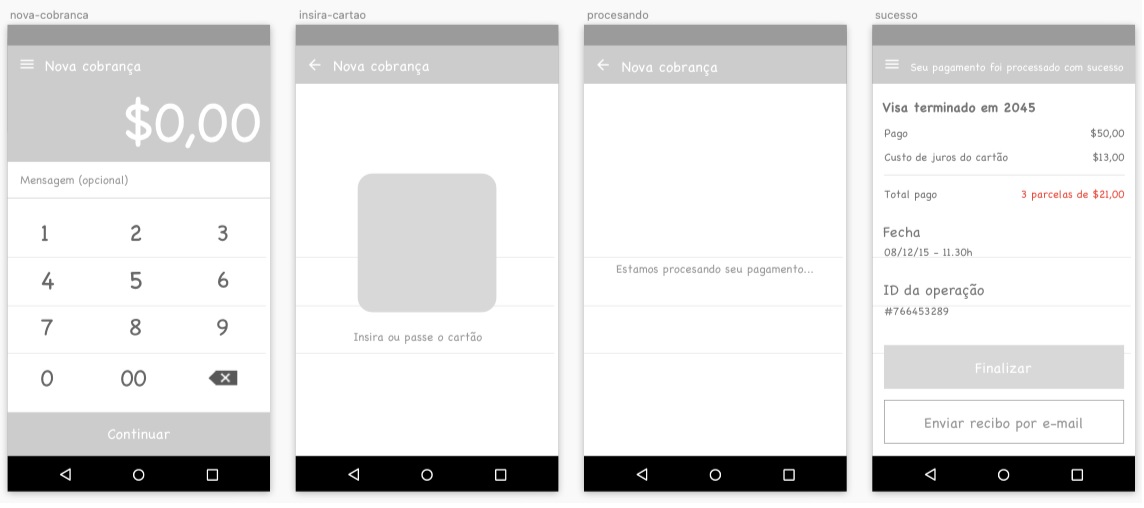 nova-cobranca
Nova cobrança
$0,00
Mensagem (opcional)
1 2 3
4 5 6
7 8 9
0 00
Continuar
insira-cartao
Nova cobrança
Insira ou passe o cartão
procesando
Nova cobrança
Estamos procesando seu pagamento...
sucesso
Seu pagamento foi processado com sucesso
Visa terminado em 2045
Pago $50,00
Custo de juros do cartão $13,00
Total pago 3 parcelas de $21,00
Fecha
08/12/15 - 11.30h
ID da operação
#766453289
Finalizar
Enviar recibo por e-mail